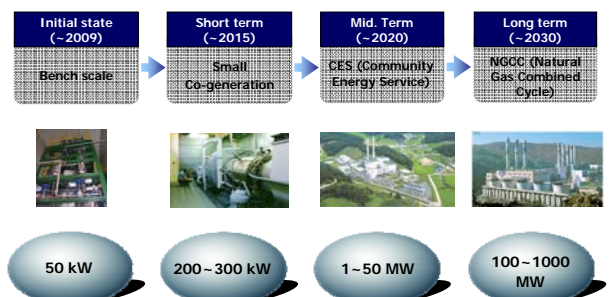 Initial state
(~2009)
Bench scale
Short term
(~2015)
Small
Co-generation
Mid. Term
(~2020)
CES (Community
Energy Service)
Long term
(~2030)
NGCC (Natural
Gas Combined
Cycle)
50 kW
200~300 kW
1~50 MW
100~1000
MW